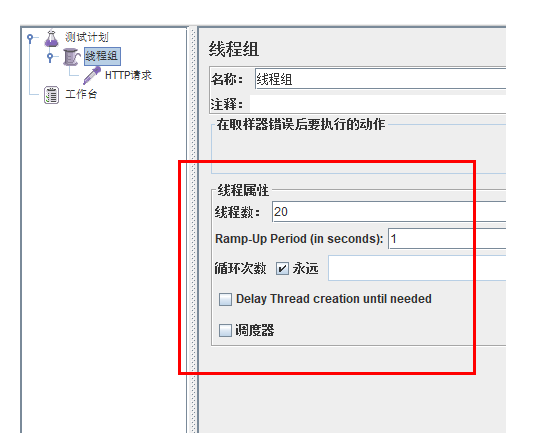 测试计划
线程组
HTTP请求
工作台
线程组
名称： 线程组
注释：
在取样器错误后要执行的动作
线程属性
线程数： 20
Ramp-Up Period (in seconds): 1
循环次数 永远
Delay Thread creation until needed
调度器